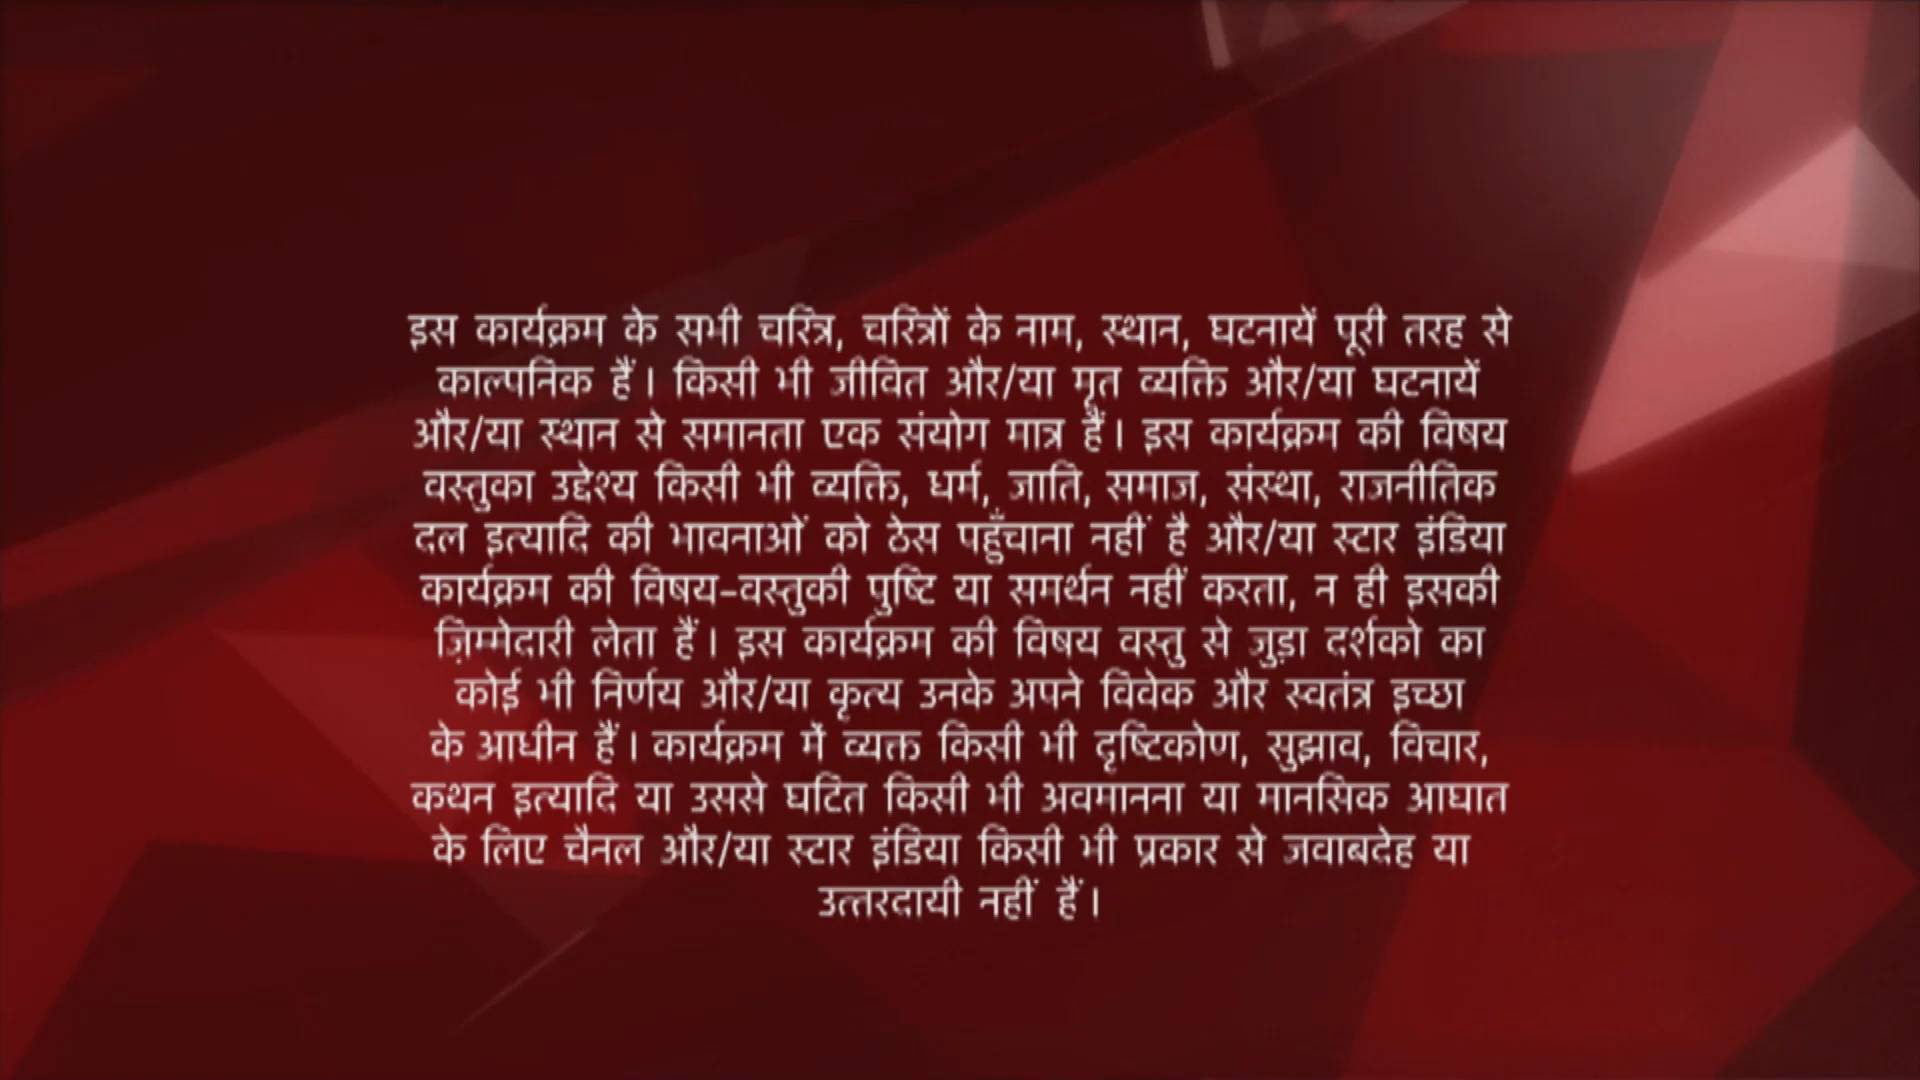 इस कार्यक्रम के सभी चरित्र, चरित्रों के नाम, स्थान, घटनायें पूरी तरह से
काल्पनिक हैं। किसी भी जीवित और/या मृत व्यक्ति और/या घटनायें
और/या स्थान से समानता एक संयोग मात्र हैं। इस कार्यक्रम की विषय
वस्तुका उद्देश्य किसी भी व्यक्ति, धर्म, जाति, समाज, संस्था, राजनीतिक
दल इत्यादि की भावनाओं को ठेस पहुँचाना नहीं है और/या स्टार इंडिया
कार्यक्रम की विषय-वस्तुकी पुष्टि या समर्थन नहीं करता, न ही इसकी
ज़िम्मेदारी लेता हैं। इस कार्यक्रम की विषय वस्तु से जुड़ा दर्शको का
कोई भी निर्णय और/या कृत्य उनके अपने विवेक और स्वतंत्र इच्छा
के आधीन हैं। कार्यक्रम में व्यक्त किसी भी दृष्टिकोण, सुझाव, विचार,
कथन इत्यादि या उससे घटित किसी भी अवमानना या मानसिक आघात
के लिए चैनल और/या स्टार इंडिया किसी भी प्रकार से जवाबदेह या
उत्तरदायी नहीं हैं।